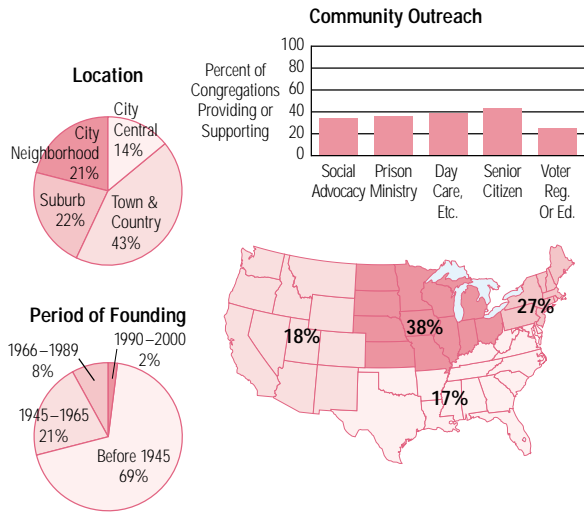 Community Outreach
Percent of
Congregations
Providing or
Supporting
100
80
60
40
20
0
Social
Advocacy
Prison
Ministry
Day
Care,
Etc.
Senior
Citizen
Voter
Reg.
Or Ed.
Location
City
Central
14%
City
Neighborhood
21%
Suburb
22%
Town &
Country
43%
Period of Founding
1990–2000
2%
1966–1989
8%
1945–1965
21%
Before 1945
69%
18%
38%
27%
17%